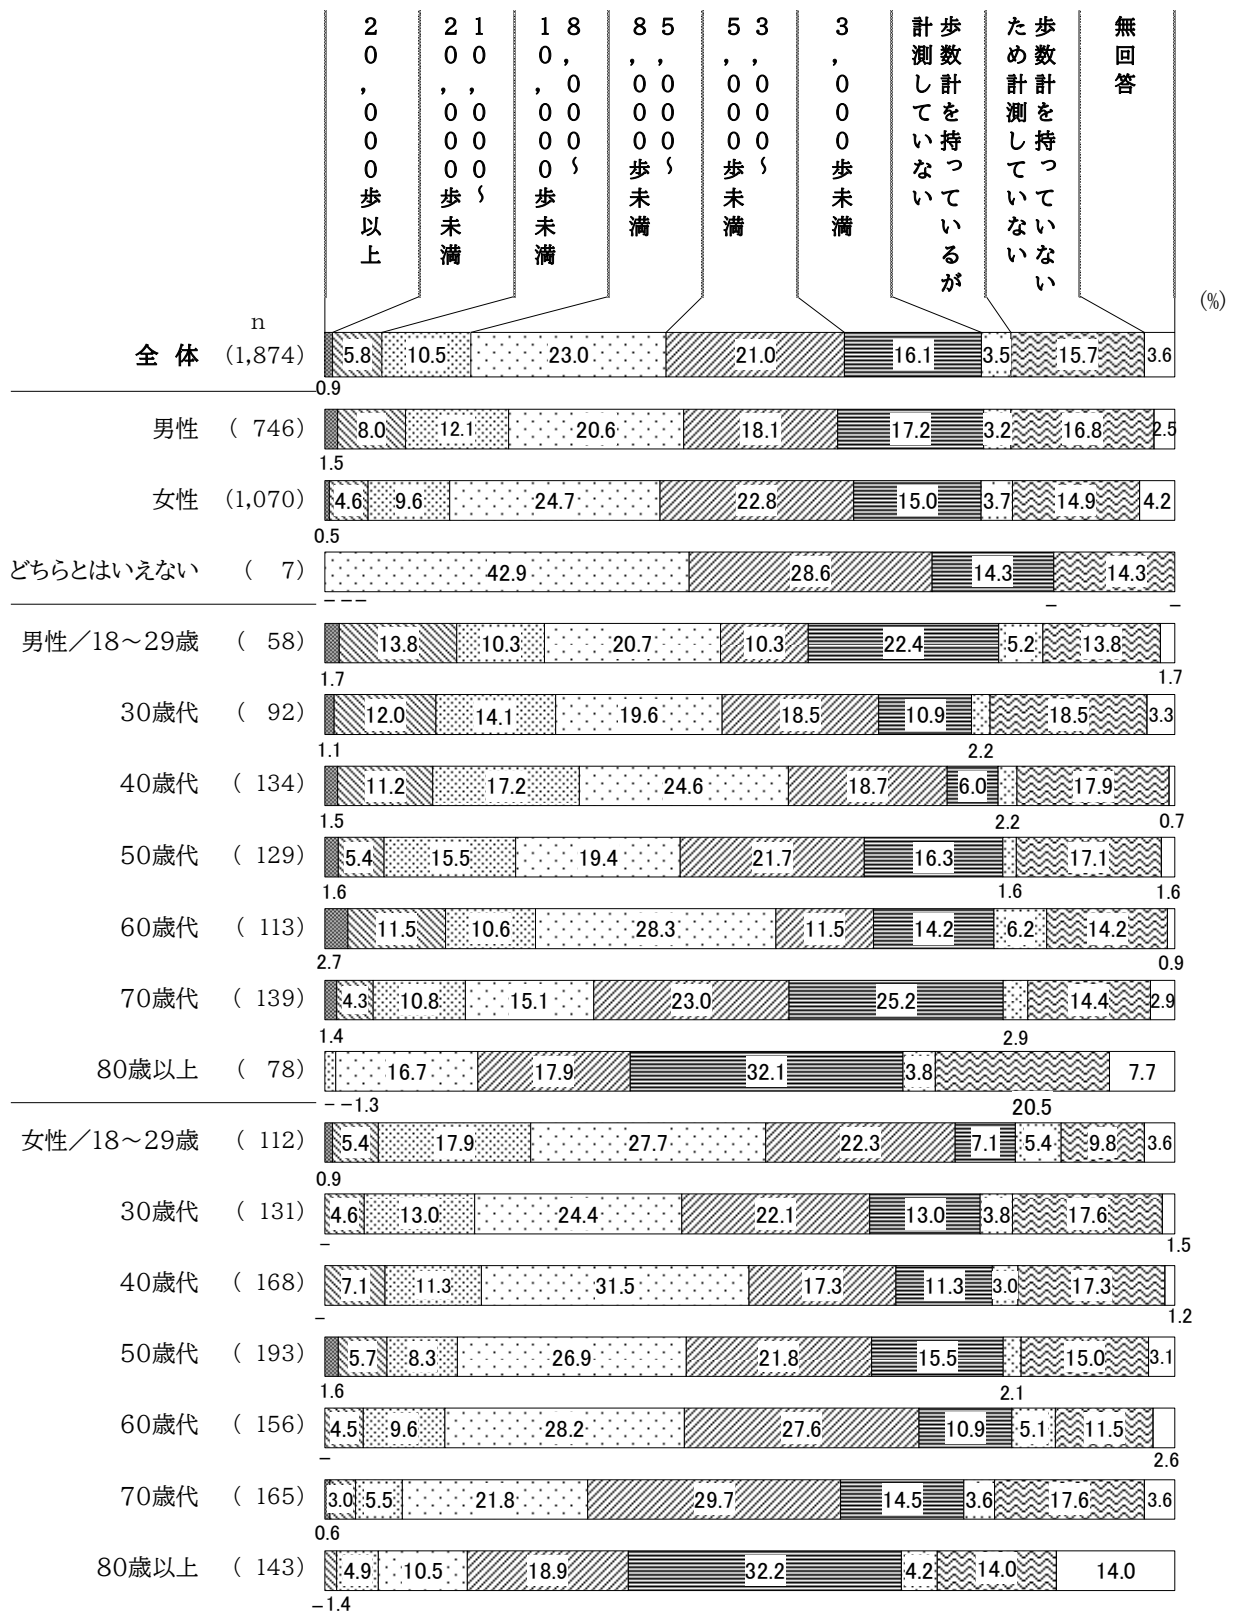 20,000歩以上
10,000～
20,000歩未満
8,000～
10,000歩未満
5,000～
8,000歩未満
3,000～
5,000歩未満
3,000歩未満
歩数計を持っているが
計測していない
歩数計を持っていない
ため計測していない
無回答
(%)
n
全 体 (1,874) 5.8 10.5 23.0 21.0 16.1 3.5 15.7 3.6
0.9
男性 ( 746) 8.0 12.1 20.6 18.1 17.2 3.2 16.8 2.5
1.5
女性 (1,070) 4.6 9.6 24.7 22.8 15.0 3.7 14.9 4.2
0.5
どちらとはいえない ( 7) 42.9 28.6 14.3 14.3
– – – – –
男性／18～29歳 ( 58) 13.8 10.3 20.7 10.3 22.4 5.2 13.8
1.7 1.7
30歳代 ( 92) 12.0 14.1 19.6 18.5 10.9 18.5 3.3
1.1 2.2
40歳代 ( 134) 11.2 17.2 24.6 18.7 6.0 17.9
1.5 2.2 0.7
50歳代 ( 129) 5.4 15.5 19.4 21.7 16.3 17.1
1.6 1.6 1.6
60歳代 ( 113) 11.5 10.6 28.3 11.5 14.2 6.2 14.2
2.7 0.9
70歳代 ( 139) 4.3 10.8 15.1 23.0 25.2 14.4 2.9
1.4 2.9
80歳以上 ( 78) 16.7 17.9 32.1 3.8 7.7
– – 1.3 20.5
女性／18～29歳 ( 112) 5.4 17.9 27.7 22.3 7.1 5.4 9.8 3.6
0.9
30歳代 ( 131) 4.6 13.0 24.4 22.1 13.0 3.8 17.6
– 1.5
40歳代 ( 168) 7.1 11.3 31.5 17.3 11.3 3.0 17.3
– 1.2
50歳代 ( 193) 5.7 8.3 26.9 21.8 15.5 15.0 3.1
1.6 2.1
60歳代 ( 156) 4.5 9.6 28.2 27.6 10.9 5.1 11.5
– 2.6
70歳代 ( 165) 3.0 5.5 21.8 29.7 14.5 3.6 17.6 3.6
0.6
80歳以上 ( 143) 4.9 10.5 18.9 32.2 4.2 14.0 14.0
– 1.4